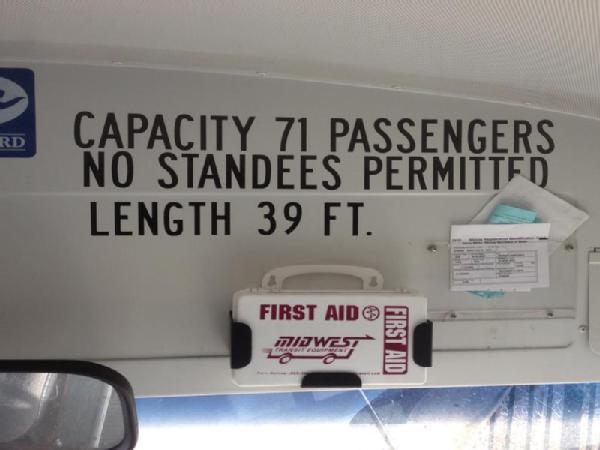 RD
CAPACITY 71 PASSENGERS
NO STANDEES PERMITTED
LENGTH 39 FT.
FIRST AID
MIDWEST
TRANSIT EQUIPMENT
FIRST AID